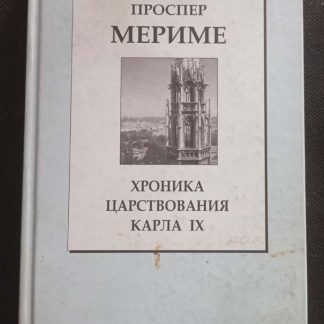 ПРОСПЕР
МЕРИМЕ
ХРОНИКА
ЦАРСТВОВАНИЯ
КАРЛА IX